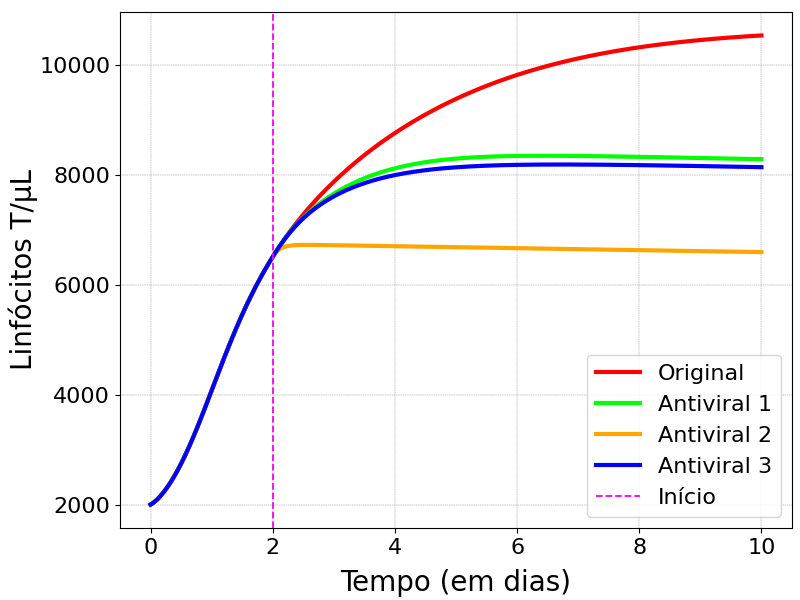 Linfócitos T/µL
10000
8000
6000
4000
2000
0 2 4 6 8 10
Tempo (em dias)
Original
Antiviral 1
Antiviral 2
Antiviral 3
Início